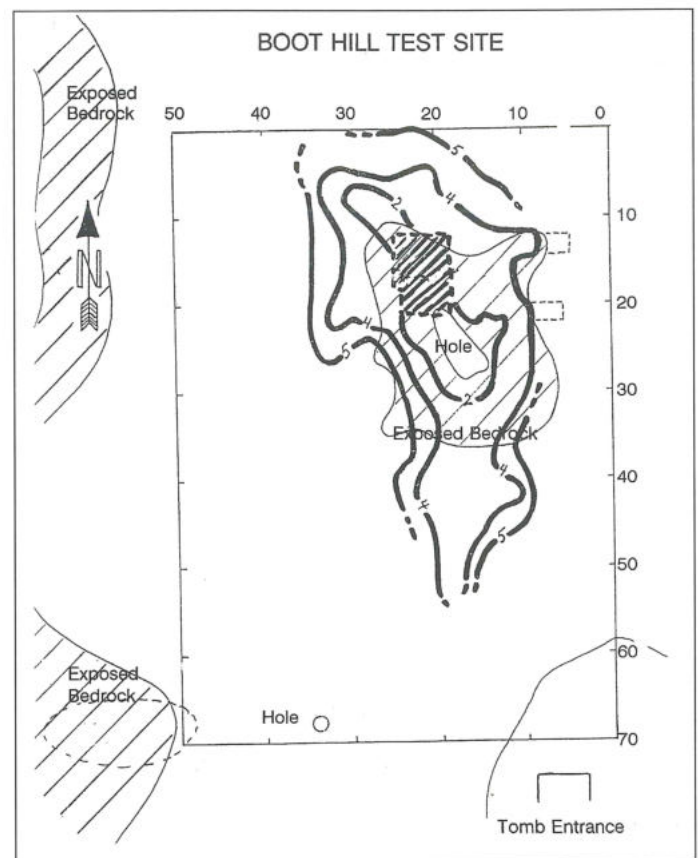 BOOT HILL TEST SITE
Exposed
Bedrock
50 40 30 20 10 0
5
4
2
10
N
20
4
5
Hole
2
30
Exposed Bedrock
4
40
4
5
50
60
Exposed
Bedrock
Hole
70
Tomb Entrance